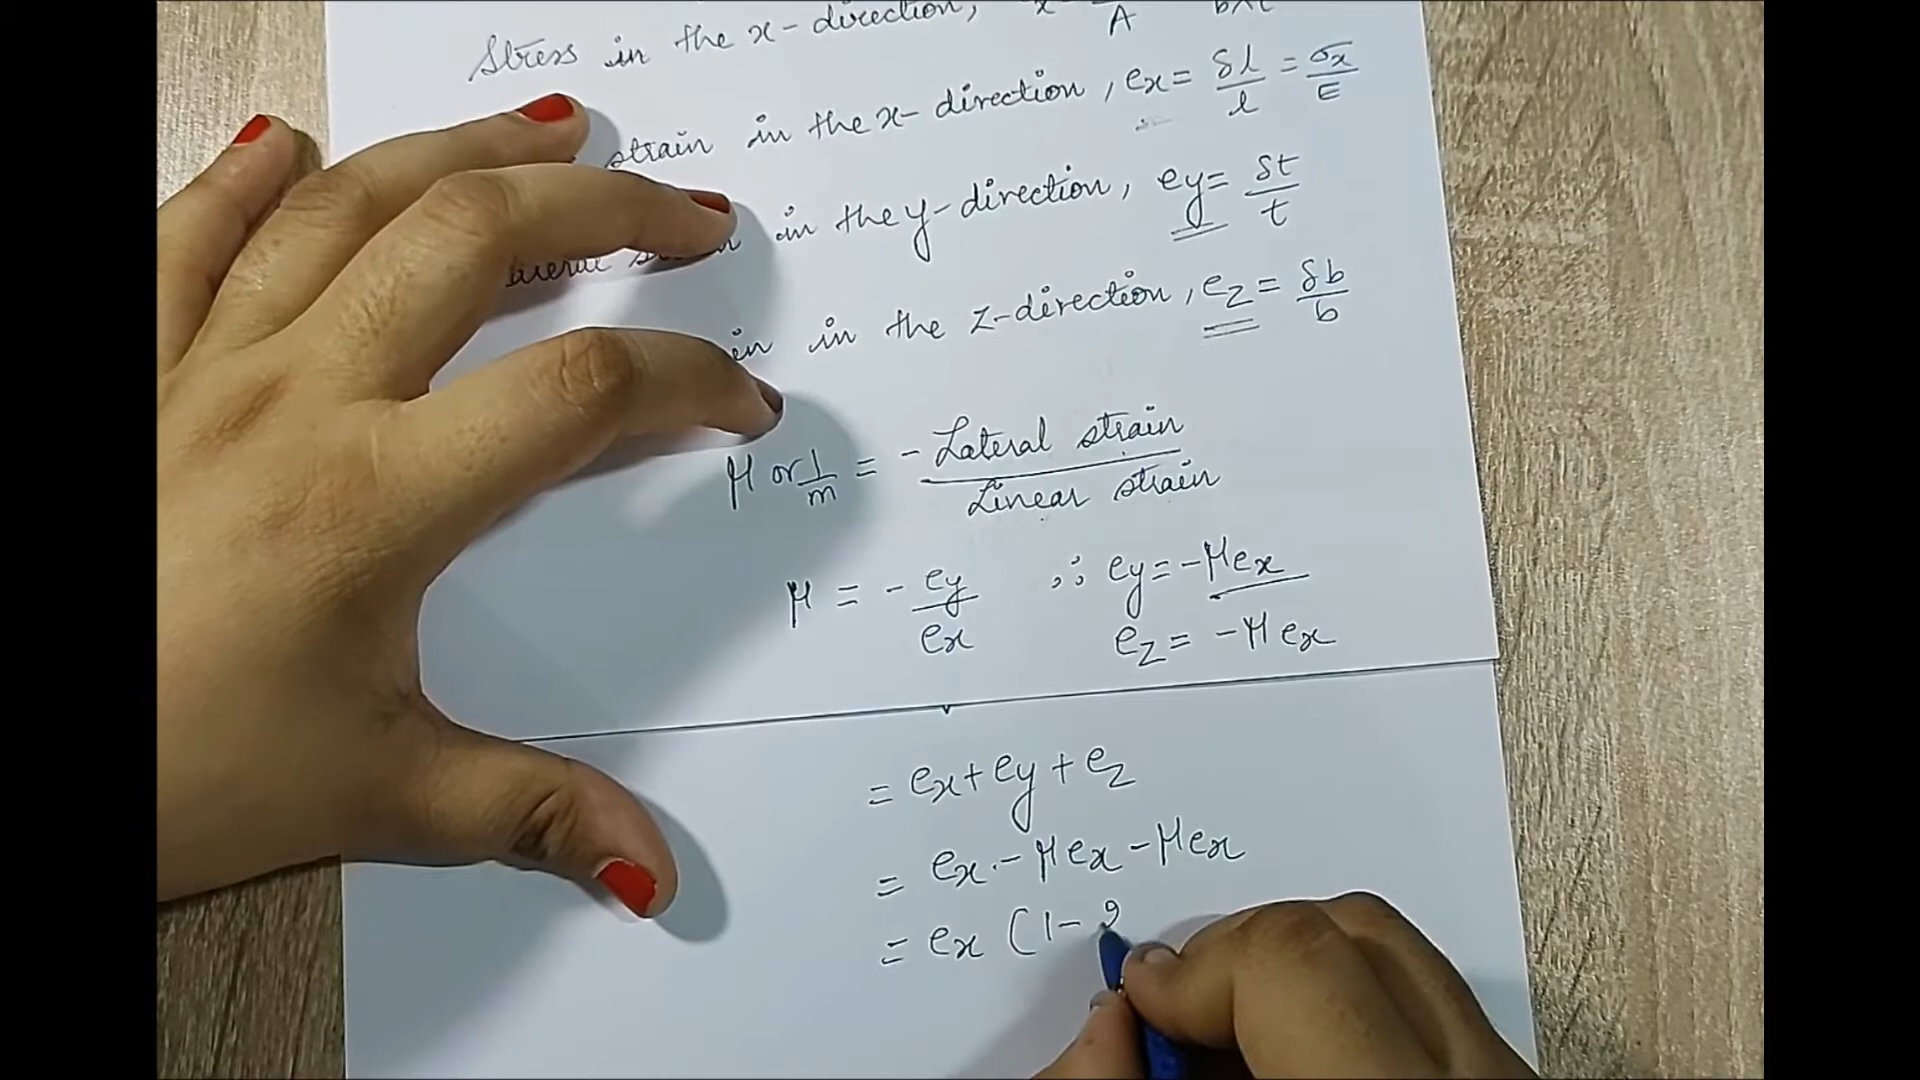 Stress in the x-direction,
A b×t
strain in the x-direction, ex = δl/l = σx/E
in the y-direction, ey = δt/t
in the z-direction, ez = δb/b
μ or 1/m = - Lateral strain / Linear strain
μ = - ey/ex ∴ ey = -μex
ez = -μex
= ex + ey + ez
= ex - μex - μex
= ex (1- 2